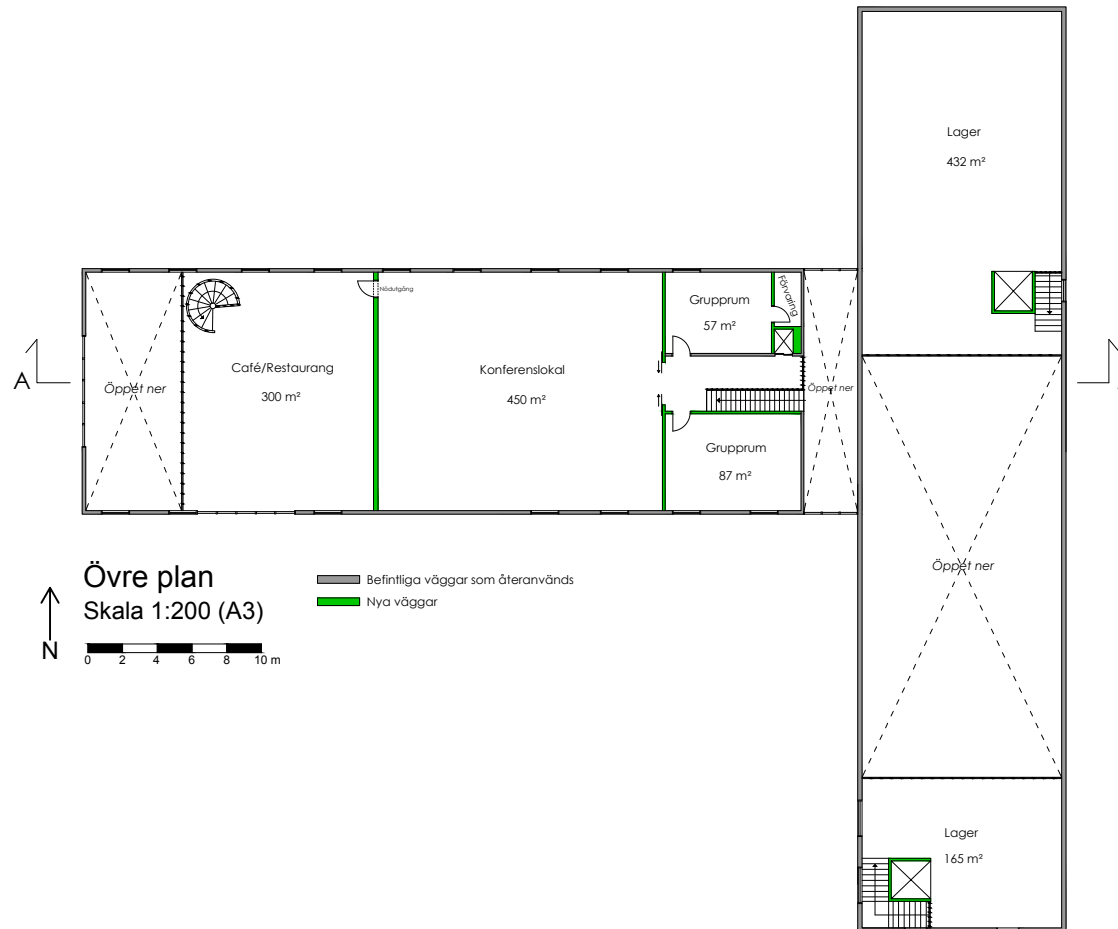 Lager
432 m²
Förvaring
Grupprum
57 m²
Nödutgång
Café/Restaurang
300 m²
Konferenslokal
450 m²
Öppet ner
Öppet ner
A
Grupprum
87 m²
Öppet ner
Övre plan
Skala 1:200 (A3)
Befintliga väggar som återanvänds
Nya väggar
N
0 2 4 6 8 10 m
Lager
165 m²